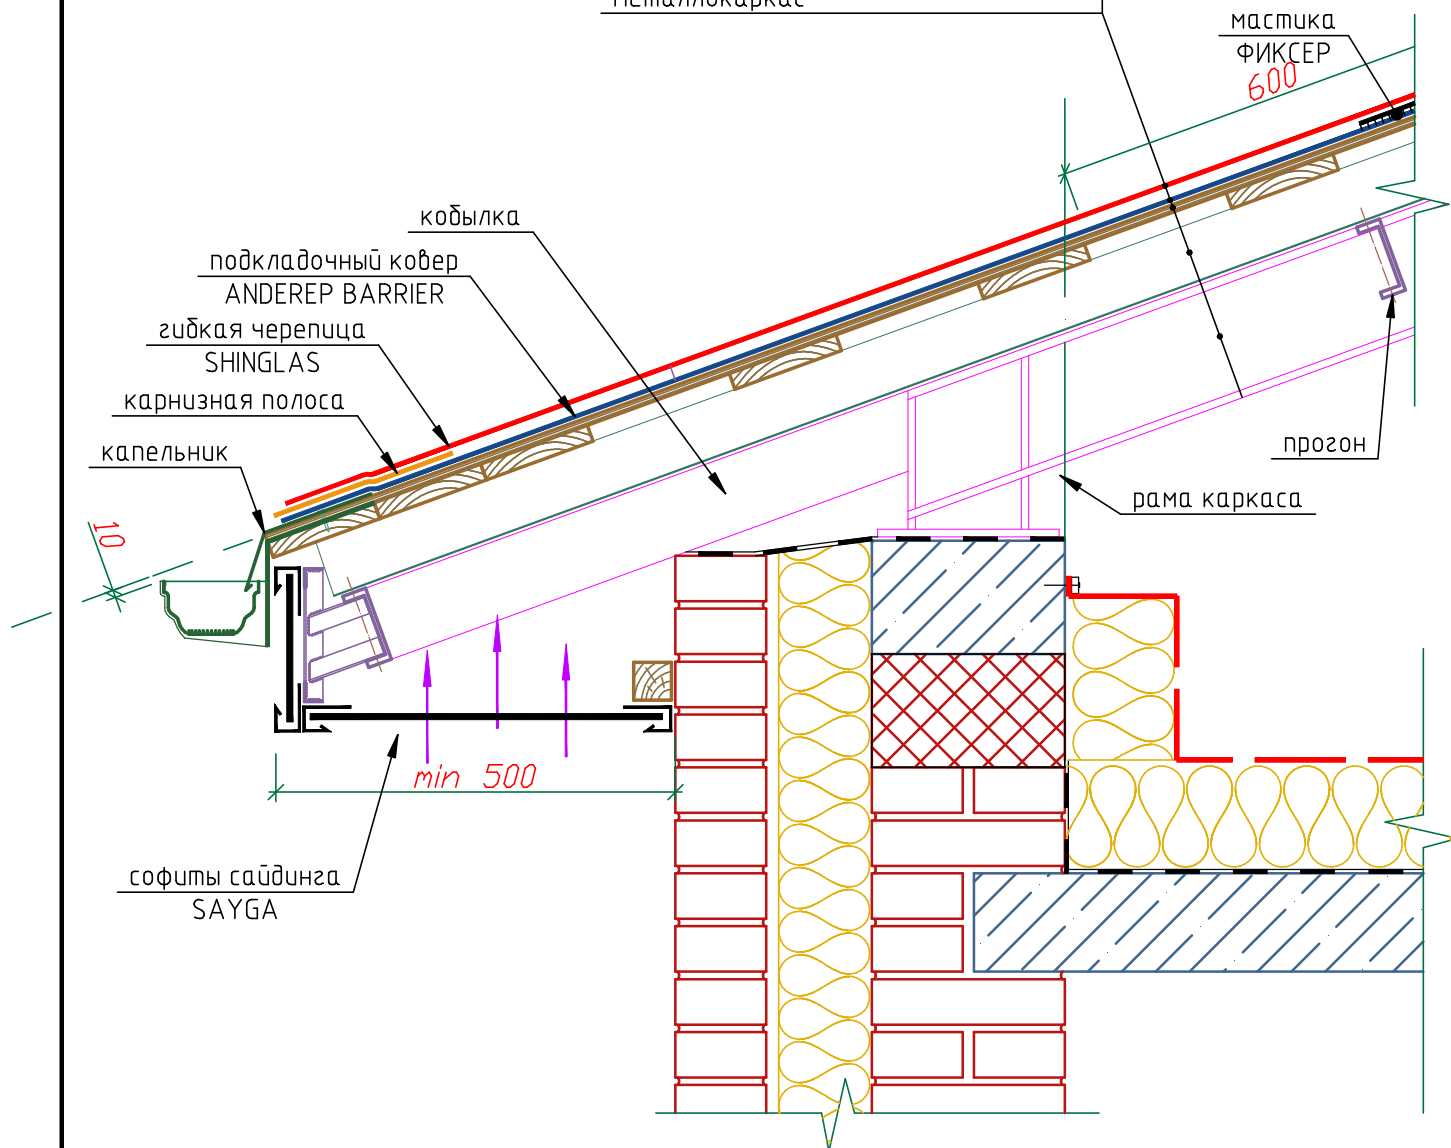 металлокаркас
мастика
ФИКСЕР
600
кобылка
подкладочный ковер
ANDEREP BARRIER
гибкая черепица
SHINGLAS
карнизная полоса
капельник
прогон
рама каркаса
10
min 500
софиты сайдинга
SAYGA